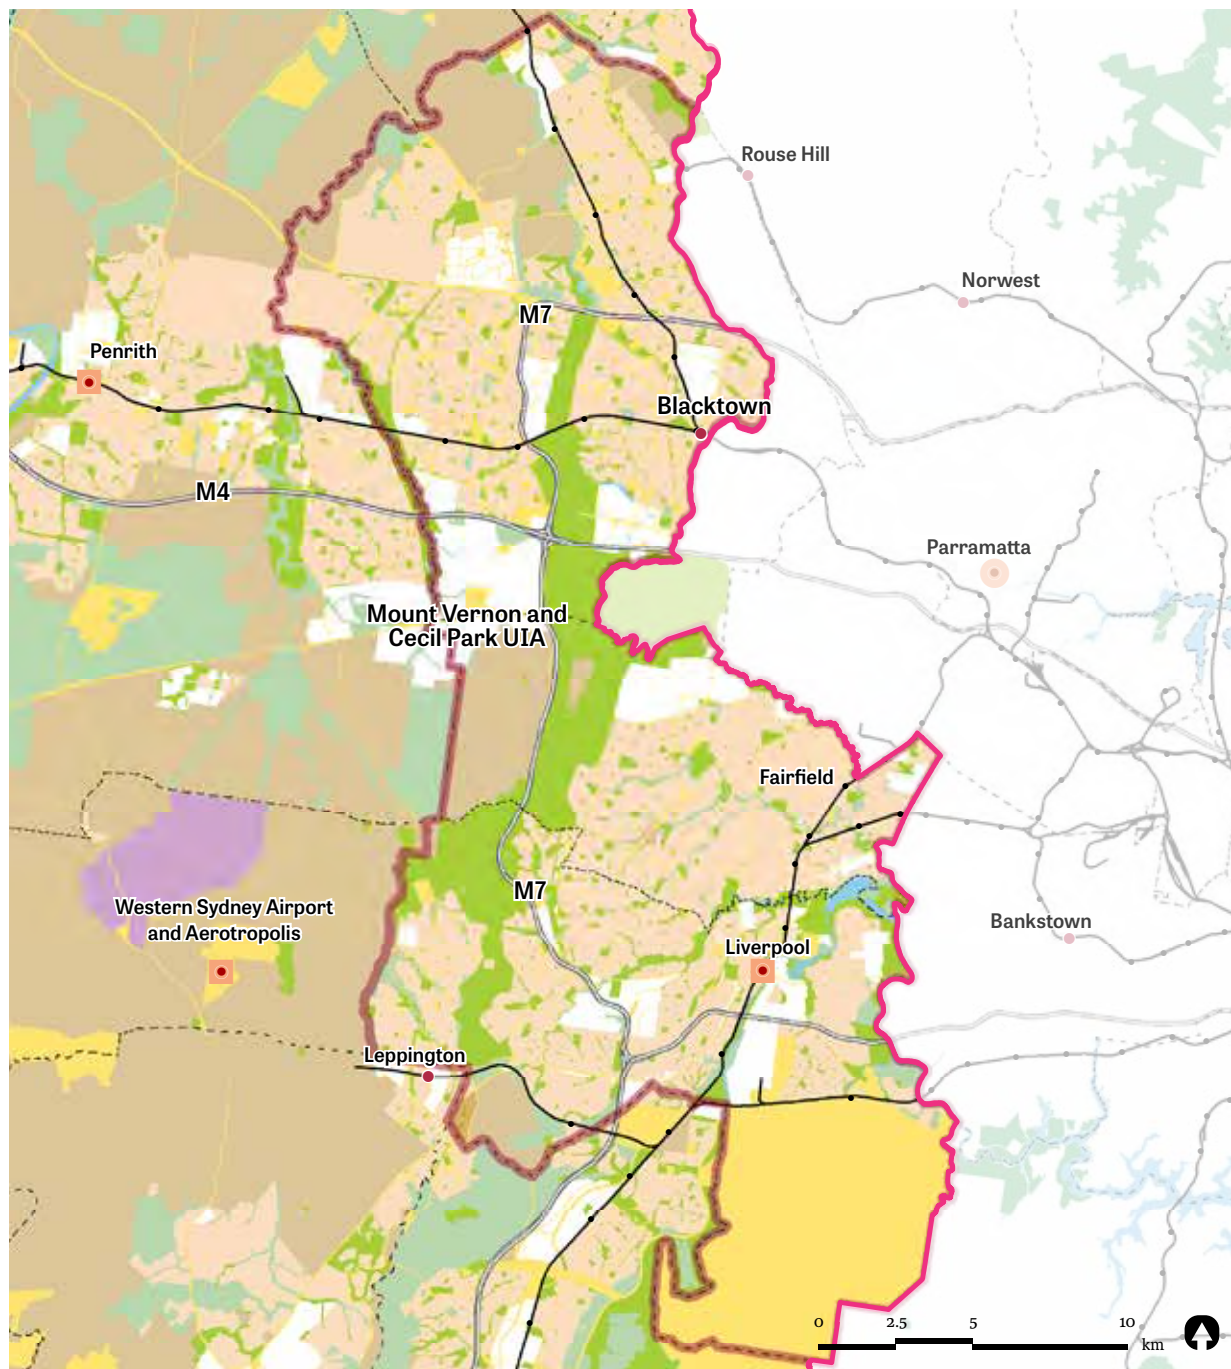 Rouse Hill
Norwest
M7
Penrith
Blacktown
M4
Parramatta
Mount Vernon and
Cecil Park UIA
Fairfield
M7
Western Sydney Airport
and Aerotropolis
Bankstown
Liverpool
Leppington
0 2.5 5 10
km